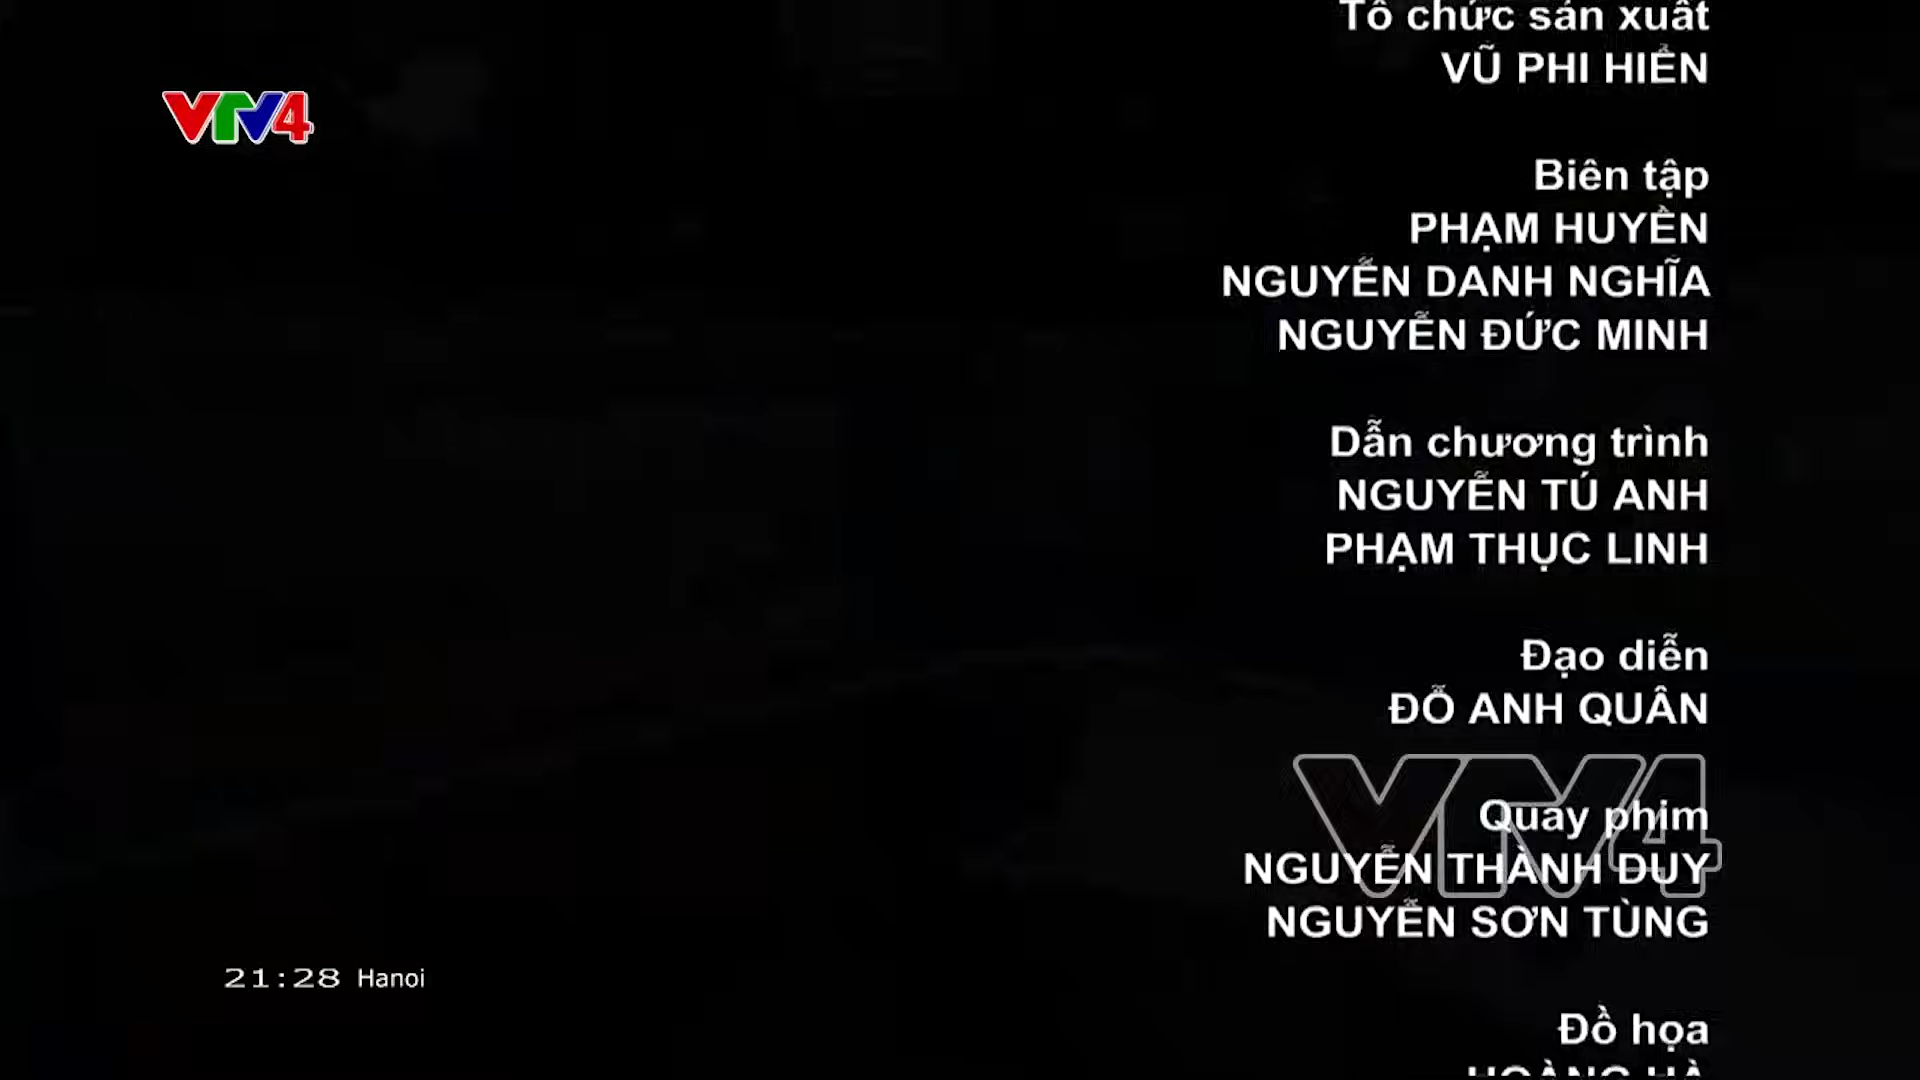 Tổ chức sản xuất
VŨ PHI HIỂN
VTV4
Biên tập
PHẠM HUYỀN
NGUYỄN DANH NGHĨA
NGUYỄN ĐỨC MINH
Dẫn chương trình
NGUYỄN TÚ ANH
PHẠM THỤC LINH
Đạo diễn
ĐỖ ANH QUÂN
VTV4
Quay phim
NGUYỄN THÀNH DUY
NGUYỄN SƠN TÙNG
21:28 Hanoi
Đồ họa
HOÀNG HÀ